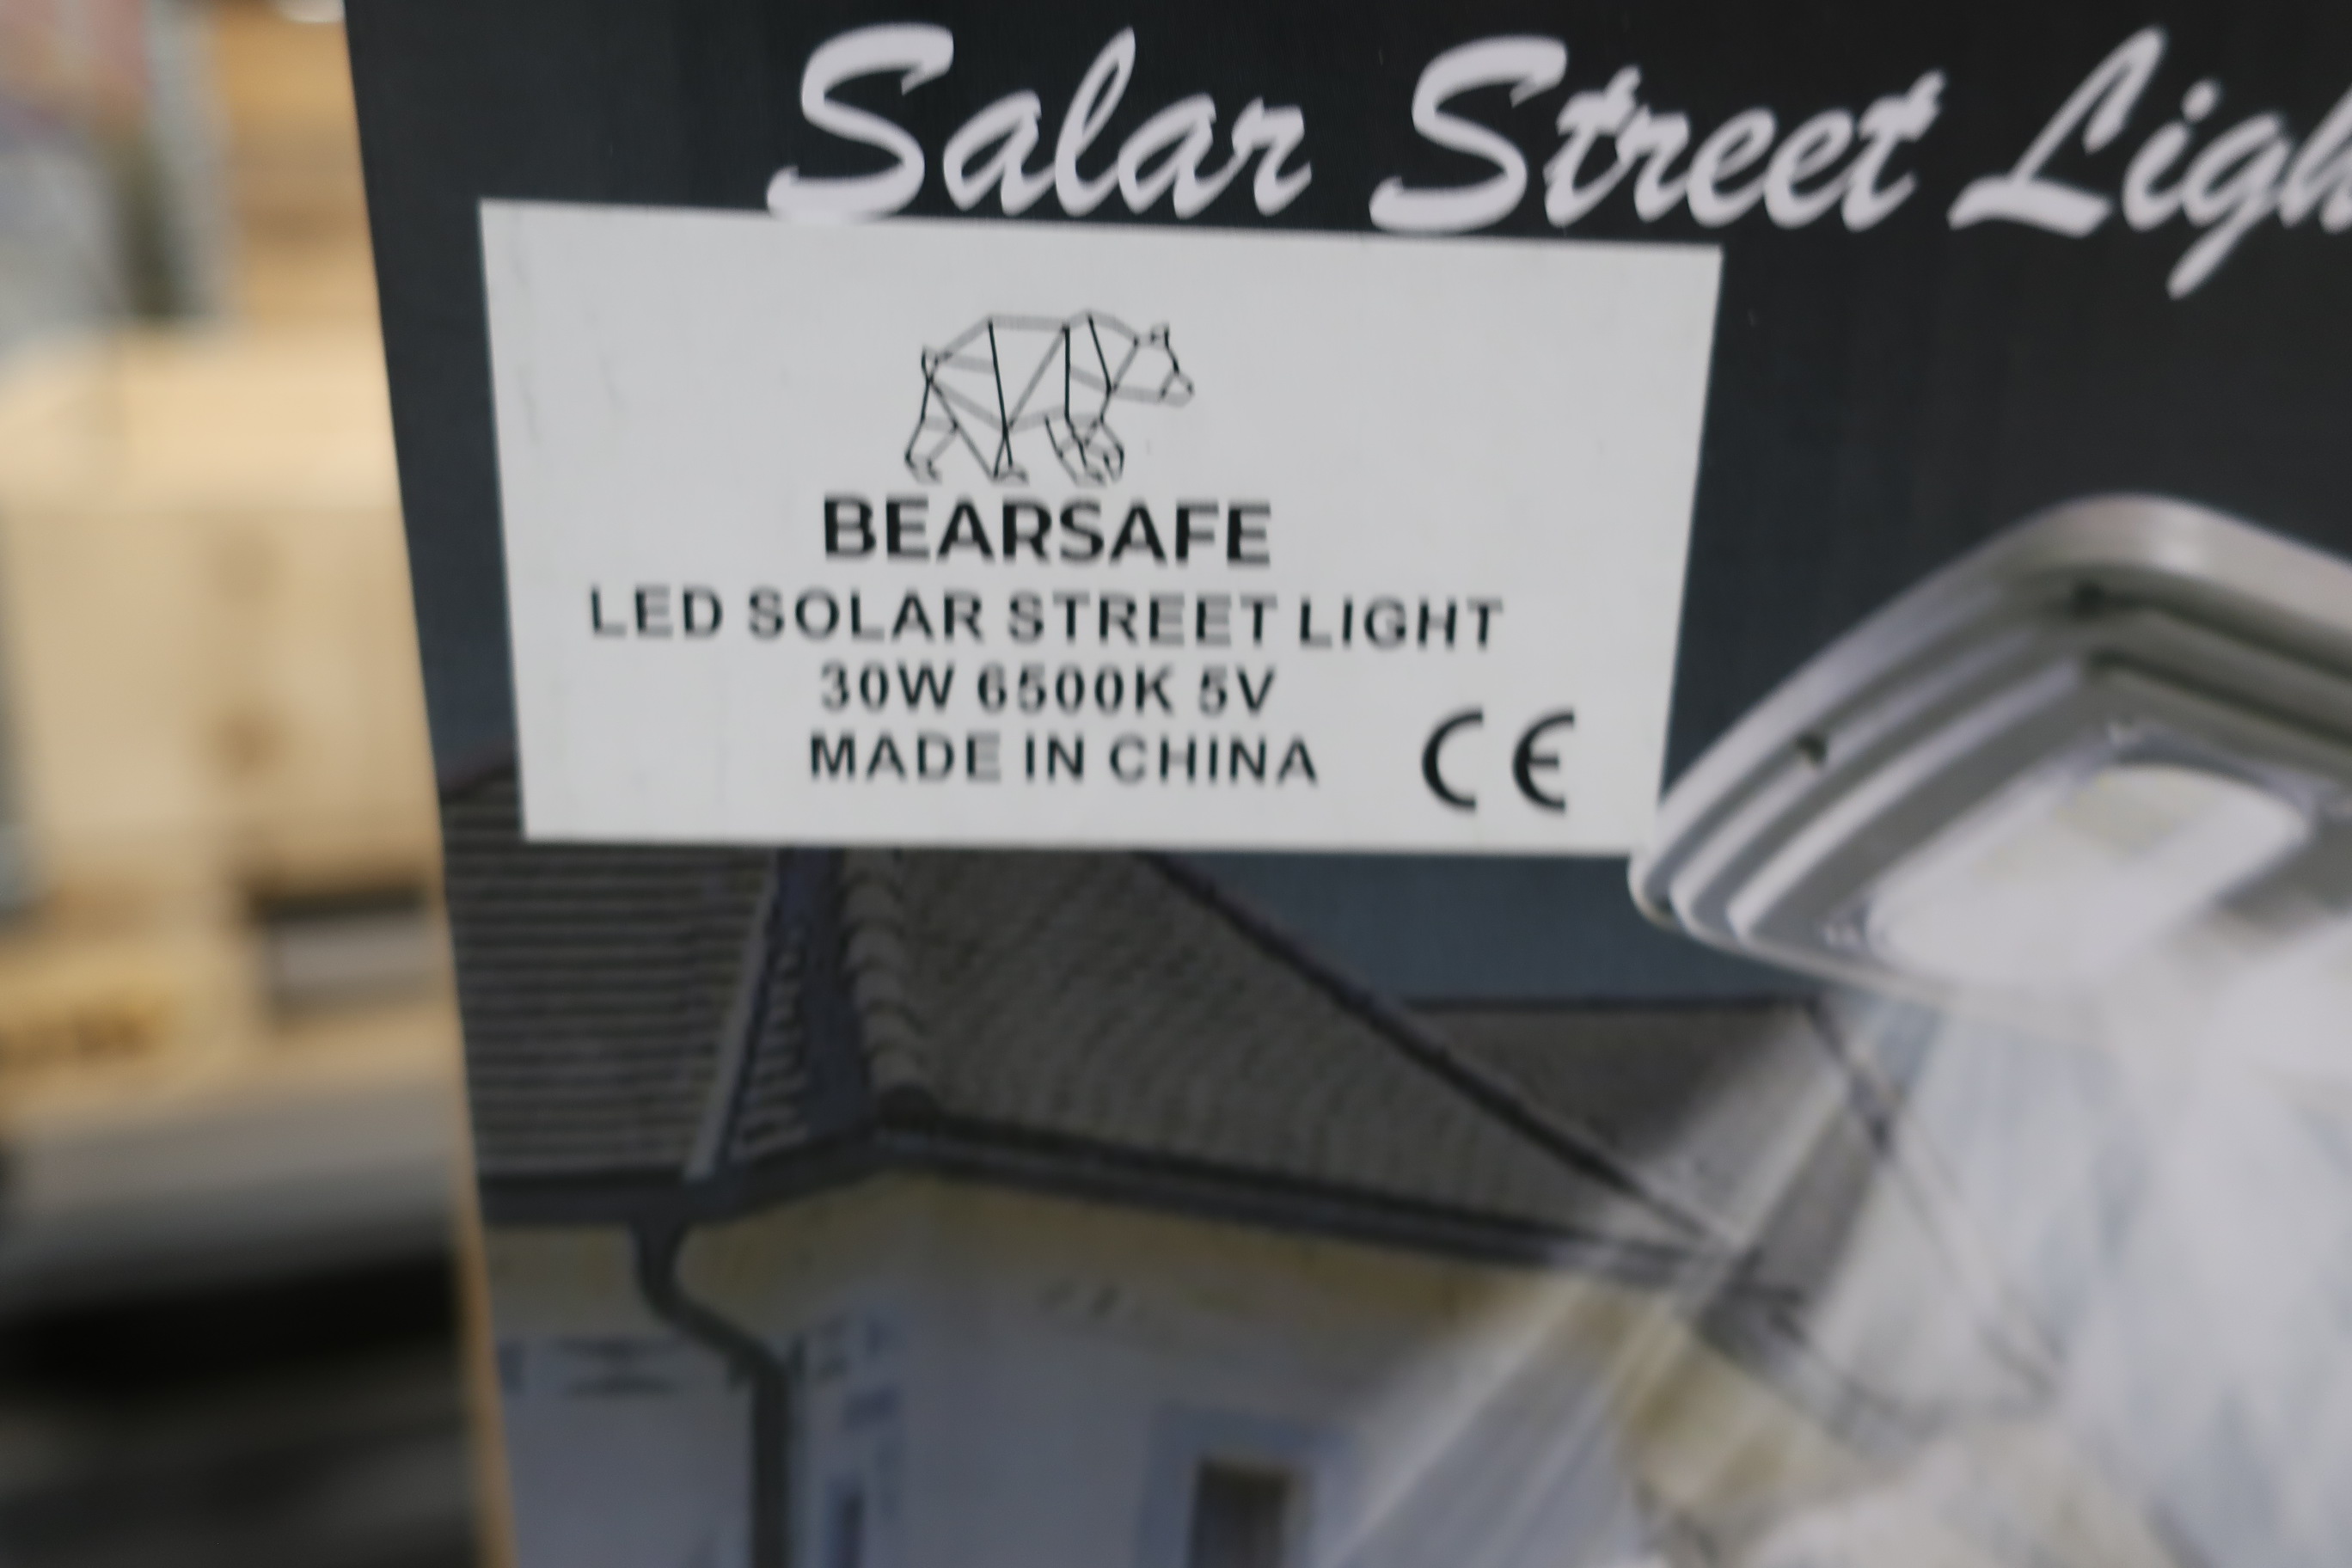 Salar Street Ligh
BEARSAFE
LED SOLAR STREET LIGHT
30W 6500K 5V
MADE IN CHINA
CE